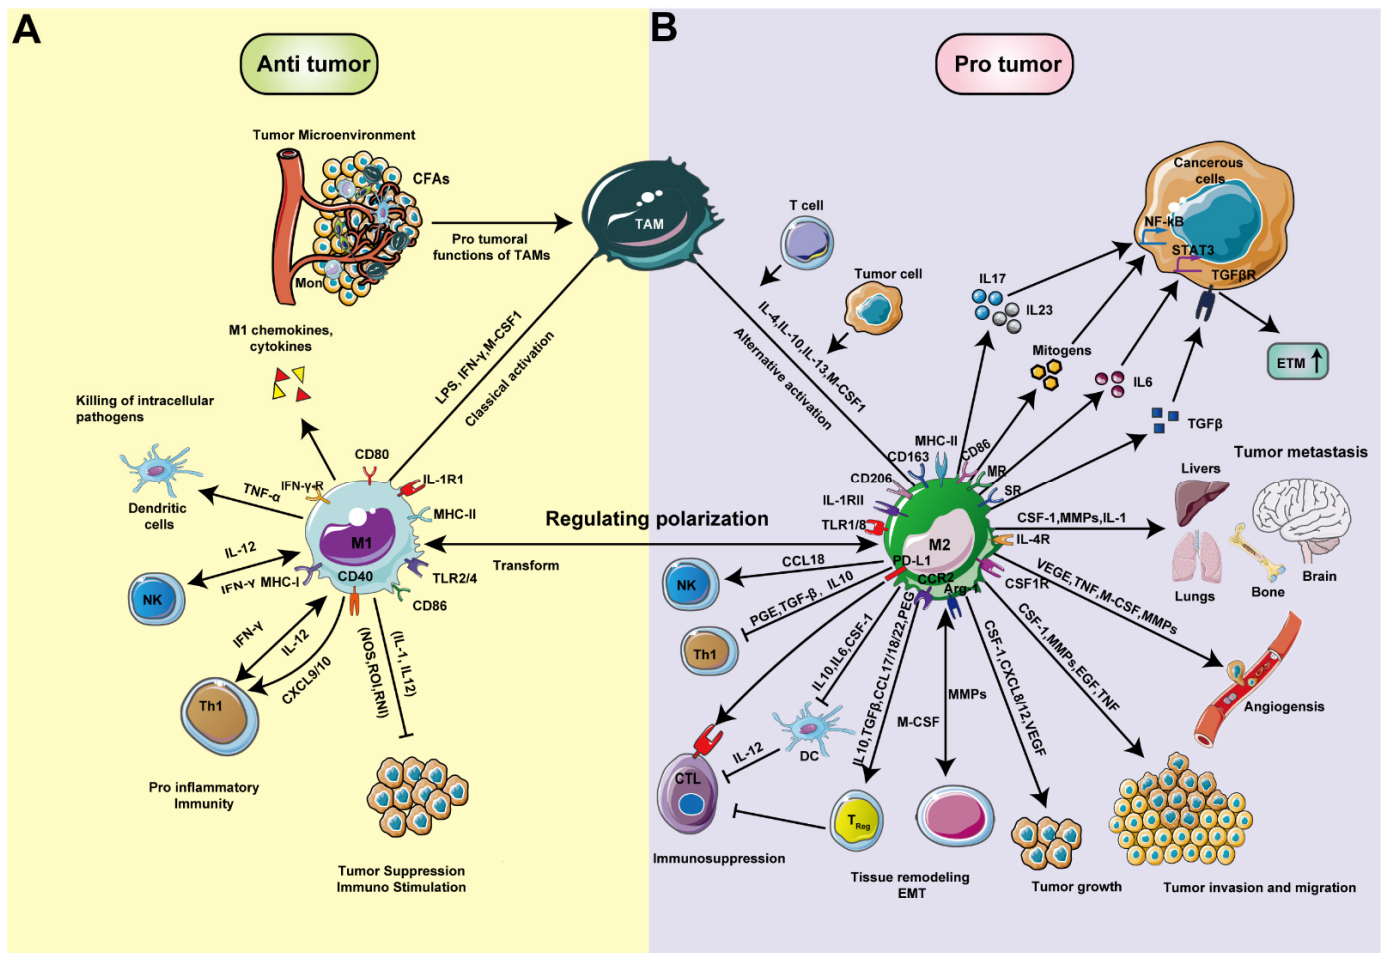 A
Anti tumor
Tumor Microenvironment
CFAs
Mon
Pro tumoral
functions of TAMs
TAM
M1 chemokines,
cytokines
LPS, IFN-γ,M-CSF1
Classical activation
Killing of intracellular
pathogens
Dendritic
cells
TNF-α
IFN-γ-R
CD80
IL-1R1
MHC-II
M1
TLR2/4
CD86
CD40
MHC-I
IL-12
IFN-γ
NK
IFN-γ
IL-12
CXCL9/10
Th1
Pro inflammatory
Immunity
(IL-1, IL12)
(NOS,ROI,RNI)
Tumor Suppression
Immuno Stimulation
Regulating polarization
Transform
B
Pro tumor
T cell
Tumor cell
IL-4,IL-10,IL-13,M-CSF1
Alternative activation
IL17
IL23
Mitogens
IL6
TGFβ
Cancerous
cells
NF-kB
STAT3
TGFβR
ETM
MHC-II
CD163
CD86
CD206
MR
SR
IL-1RII
TLR1/8
M2
IL-4R
PD-L1
CCR2
Arg-1
CSF1R
Tumor metastasis
Livers
Lungs
Bone
Brain
CSF-1,MMPs,IL-1
VEGE,TNF,M-CSF,MMPs
Angiogensis
CSF-1,MMPs,EGF,TNF
Tumor invasion and migration
CSF-1,CXCL8/12,VEGF
Tumor growth
MMPs
M-CSF
Tissue remodeling
EMT
IL10,TGFβ,CCL17/18/22,PEG
T Reg
IL10,IL6,CSF-1
DC
IL-12
CTL
Immunosuppression
CCL18
NK
PGE,TGF-β, IL10
Th1